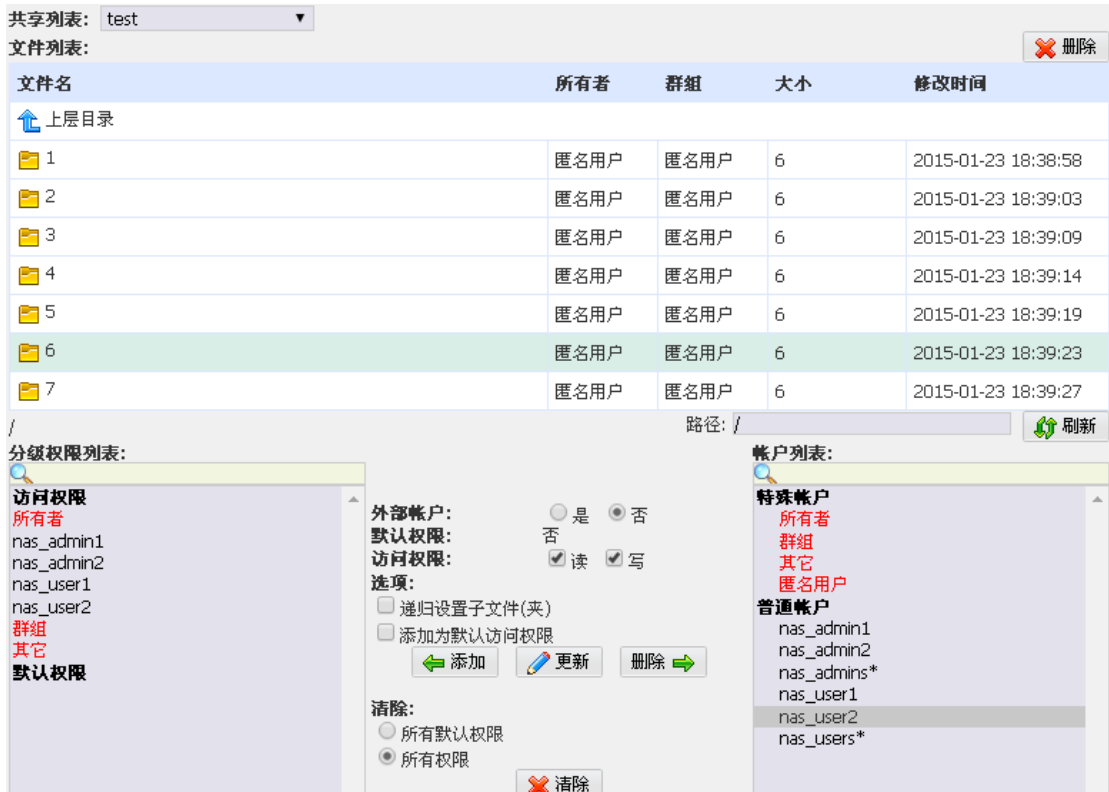 共享列表: test
文件列表: 删除
文件名 所有者 群组 大小 修改时间
上层目录
1 匿名用户 匿名用户 6 2015-01-23 18:38:58
2 匿名用户 匿名用户 6 2015-01-23 18:39:03
3 匿名用户 匿名用户 6 2015-01-23 18:39:09
4 匿名用户 匿名用户 6 2015-01-23 18:39:14
5 匿名用户 匿名用户 6 2015-01-23 18:39:19
6 匿名用户 匿名用户 6 2015-01-23 18:39:23
7 匿名用户 匿名用户 6 2015-01-23 18:39:27
/ 路径: / 刷新
分级权限列表:
访问权限
所有者
nas_admin1
nas_admin2
nas_user1
nas_user2
群组
其它
默认权限
外部帐户: 是 否
默认权限: 否
访问权限: 读 写
选项:
递归设置子文件(夹)
添加为默认访问权限
添加 更新 删除
清除:
所有默认权限
所有权限
清除
帐户列表:
特殊帐户
所有者
群组
其它
匿名用户
普通帐户
nas_admin1
nas_admin2
nas_admins*
nas_user1
nas_user2
nas_users*